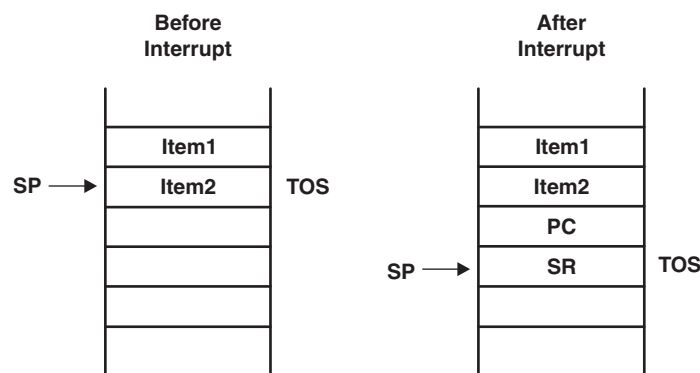 Before
Interrupt
After
Interrupt
Item1
Item1
SP
Item2
TOS
Item2
PC
SP
SR
TOS